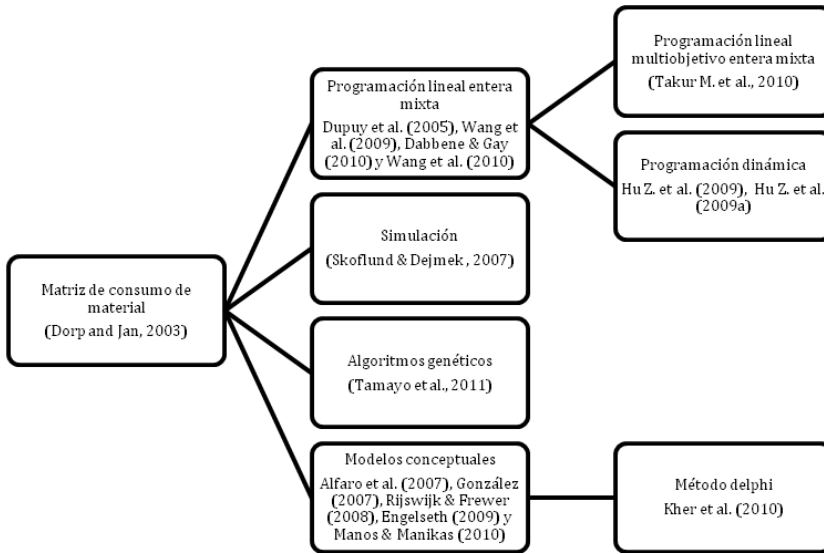 Matriz de consumo de
material
(Dorp and Jan, 2003)
Programación lineal entera
mixta
Dupuy et al. (2005), Wang et
al. (2009), Dabbene & Gay
(2010) y Wang et al. (2010)
Simulación
(Skoflund & Dejmek , 2007)
Algoritmos genéticos
(Tamayo et al., 2011)
Modelos conceptuales
Alfaro et al. (2007), González
(2007), Rijswijk & Frewer
(2008), Engelseth (2009) y
Manos & Manikas (2010)
Programación lineal
multiobjetivo entera mixta
(Takur M. et al., 2010)
Programación dinámica
Hu Z. et al. (2009), Hu Z. et al.
(2009a)
Método delphi
Kher et al. (2010)